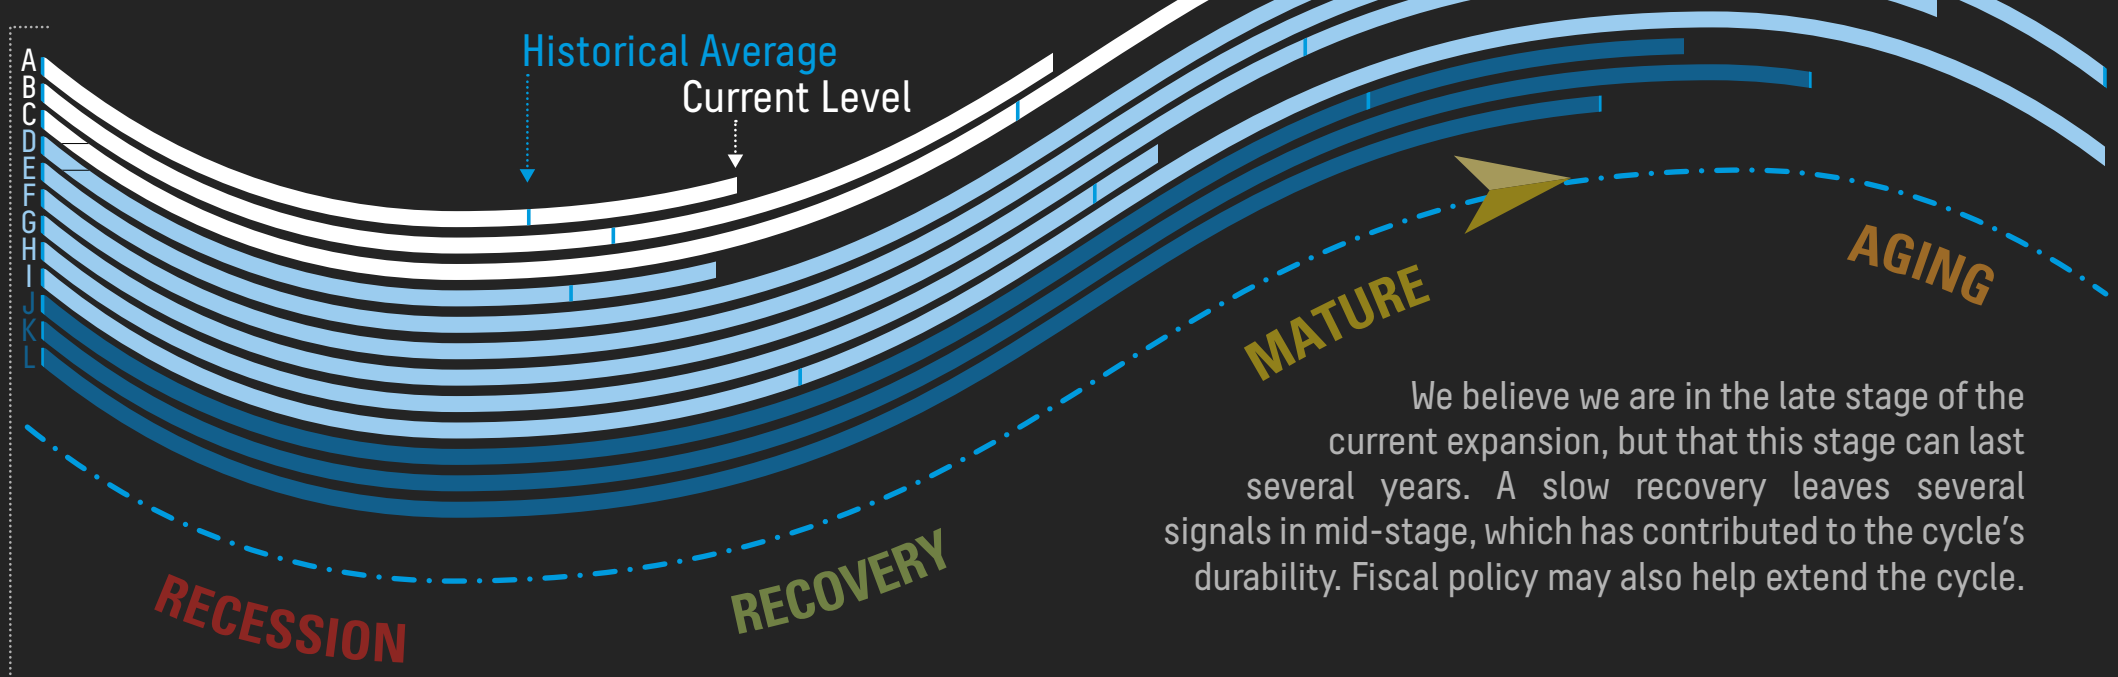 Historical Average
Current Level
A
B
C
D
E
F
G
H
I
J
K
L
RECESSION
RECOVERY
MATURE
AGING
We believe we are in the late stage of the
current expansion, but that this stage can last
several years. A slow recovery leaves several
signals in mid-stage, which has contributed to the cycle's
durability. Fiscal policy may also help extend the cycle.